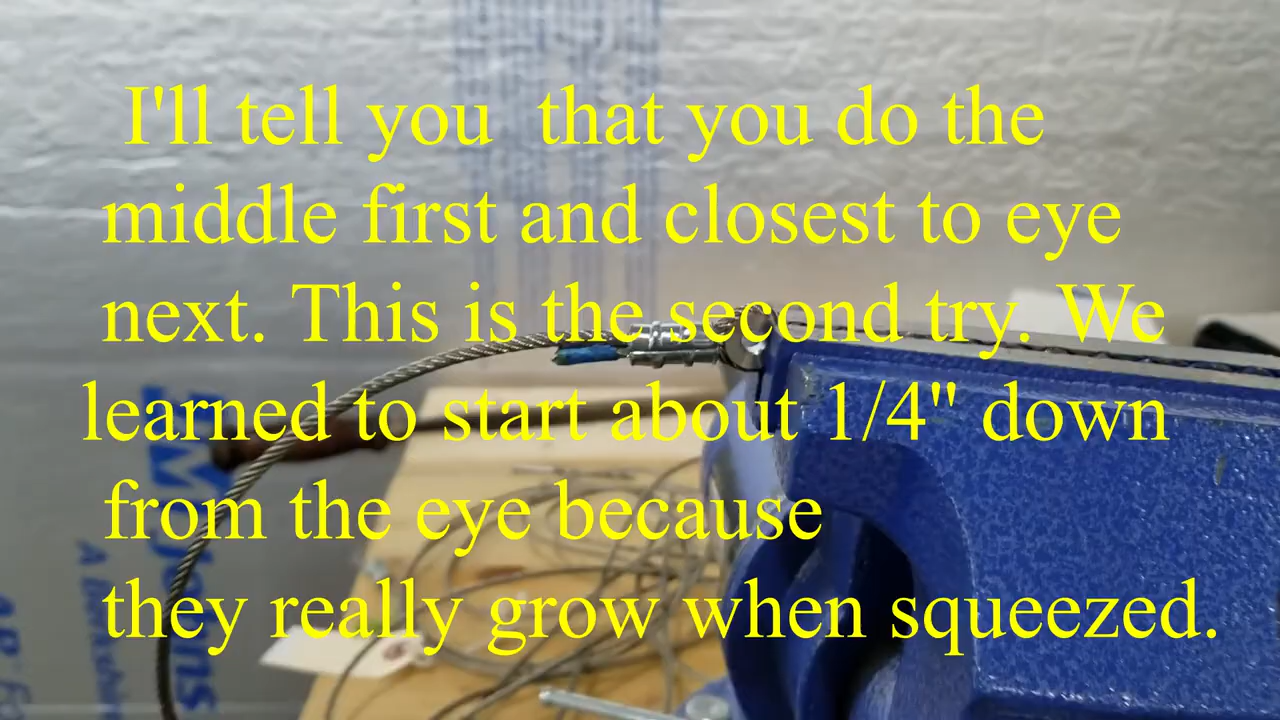 I'll tell you that you do the
middle first and closest to eye
next. This is the second try. We
learned to start about 1/4" down
from the eye because
they really grow when squeezed.